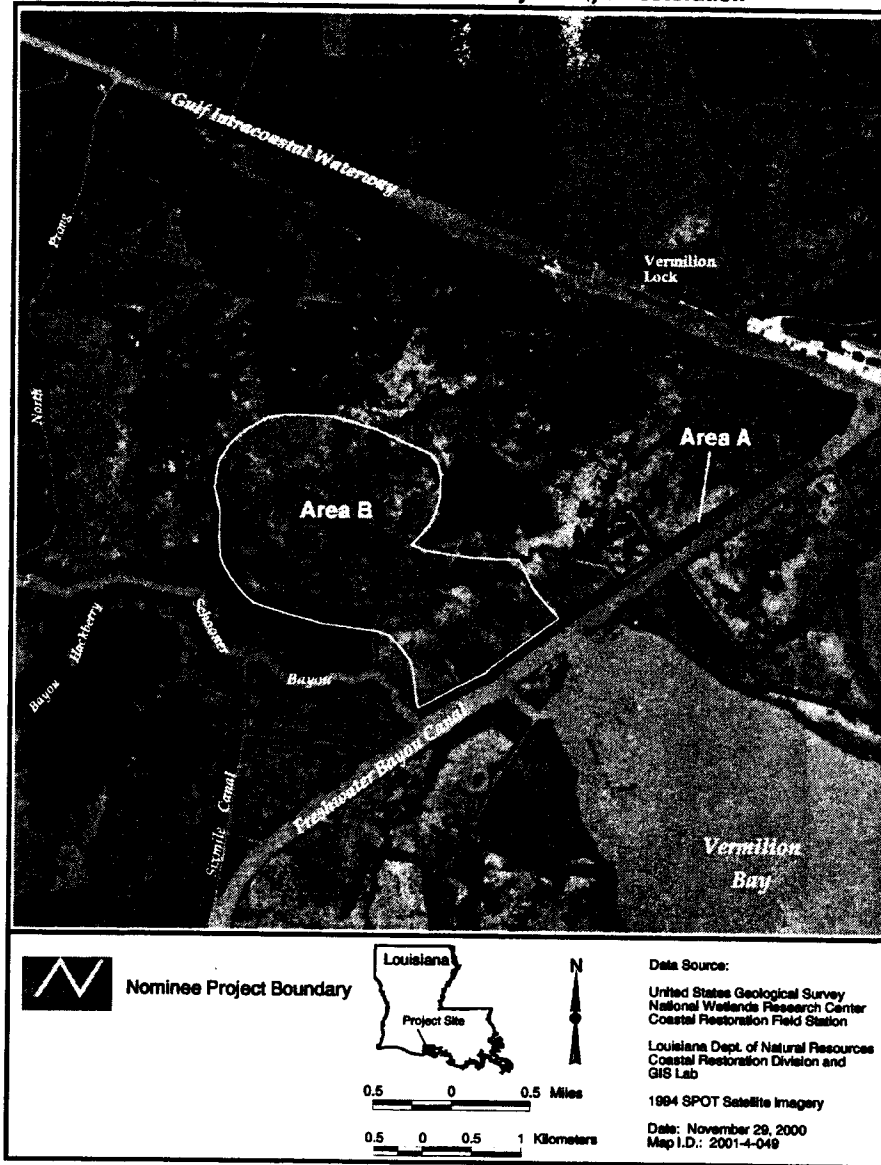 Gulf Intracoastal Waterway
Prong
Vermilion
Lock
North
Area A
Area B
Schooner
Bayou Hackberry
Bayou
Freshwater Bayou Canal
Sixmile Canal
Vermilion
Bay
Nominee Project Boundary
Louisiana
Project Site
N
0.5 0 0.5 Miles
0.5 0 0.5 1 Kilometers
Data Source:
United States Geological Survey
National Wetlands Research Center
Coastal Restoration Field Station
Louisiana Dept. of Natural Resources
Coastal Restoration Division and
GIS Lab
1994 SPOT Satellite Imagery
Date: November 29, 2000
Map I.D.: 2001-4-049